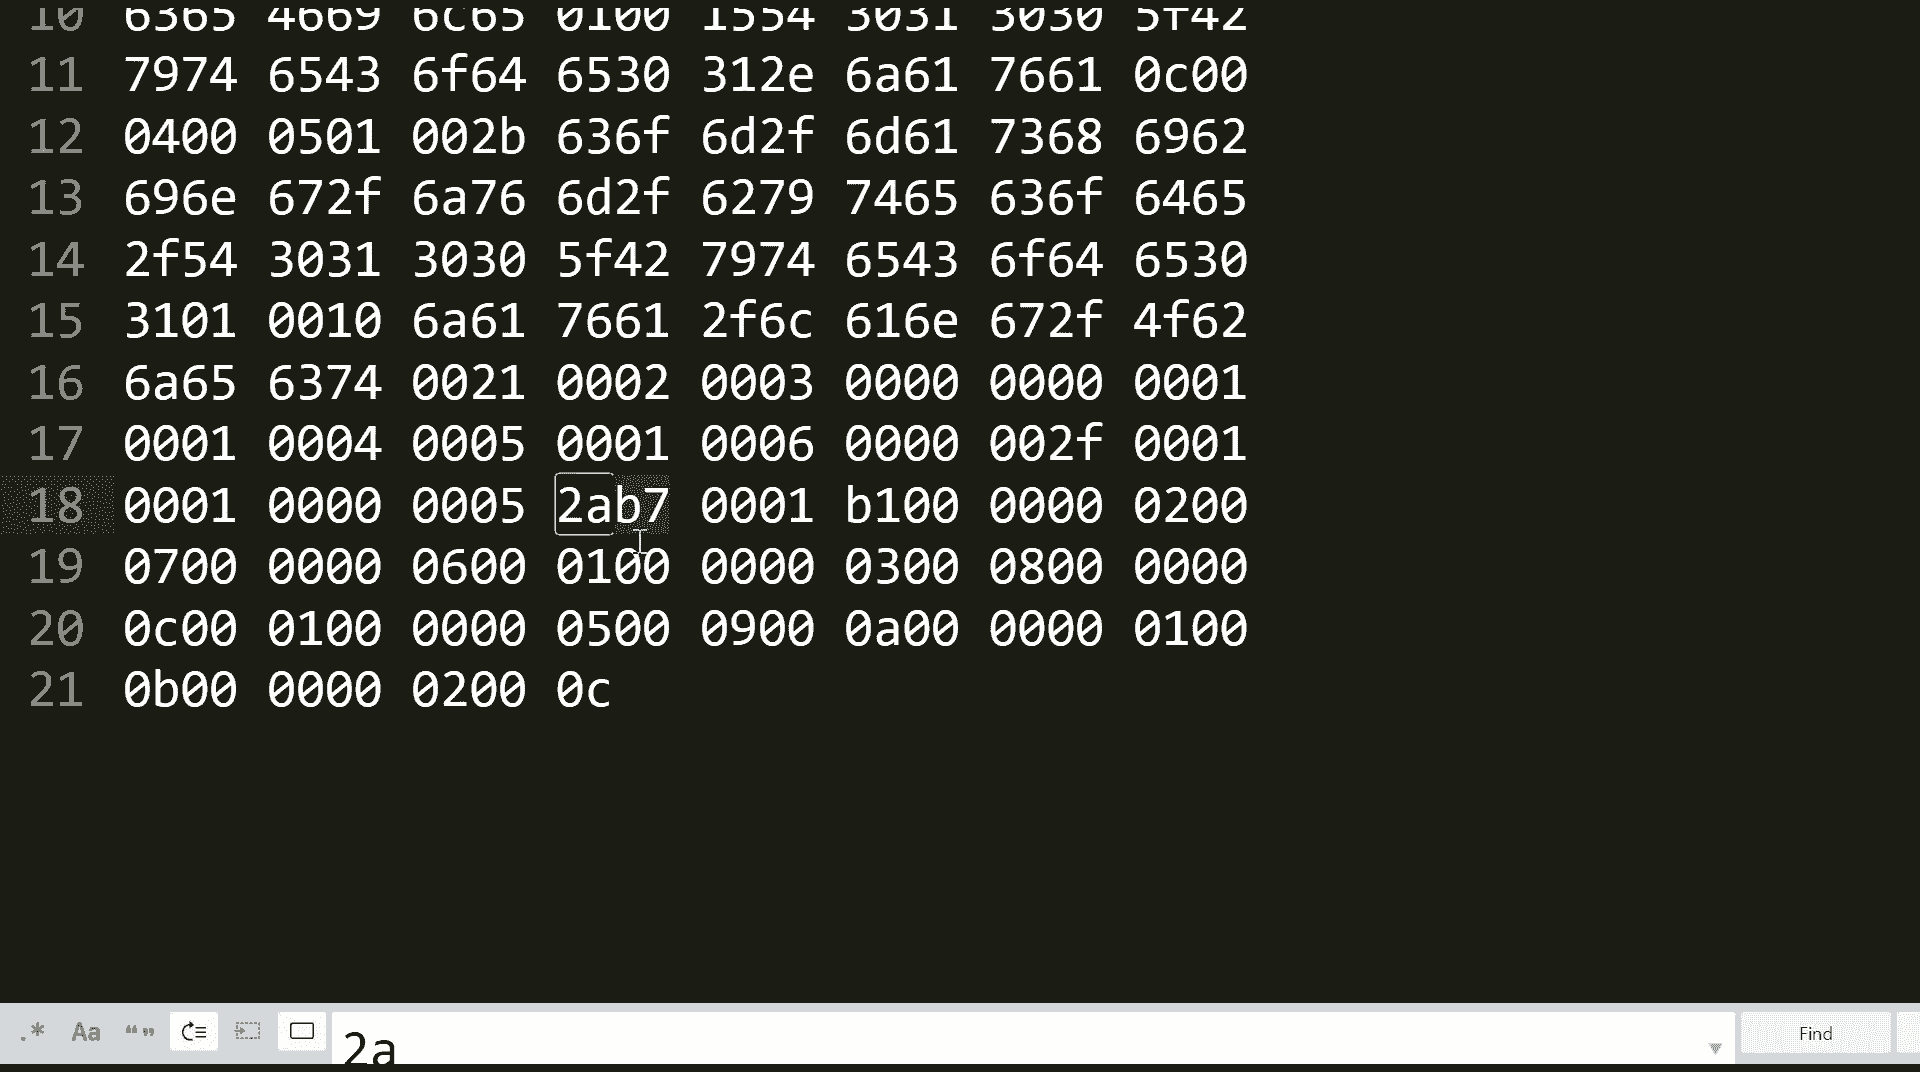 10 6365 4669 6c65 0100 1554 3031 3030 5f42
11 7974 6543 6f64 6530 312e 6a61 7661 0c00
12 0400 0501 002b 636f 6d2f 6d61 7368 6962
13 696e 672f 6a76 6d2f 6279 7465 636f 6465
14 2f54 3031 3030 5f42 7974 6543 6f64 6530
15 3101 0010 6a61 7661 2f6c 616e 672f 4f62
16 6a65 6374 0021 0002 0003 0000 0000 0001
17 0001 0004 0005 0001 0006 0000 002f 0001
18 0001 0000 0005 2ab7 0001 b100 0000 0200
19 0700 0000 0600 0100 0000 0300 0800 0000
20 0c00 0100 0000 0500 0900 0a00 0000 0100
21 0b00 0000 0200 0c
.* Aa “” 2a Find